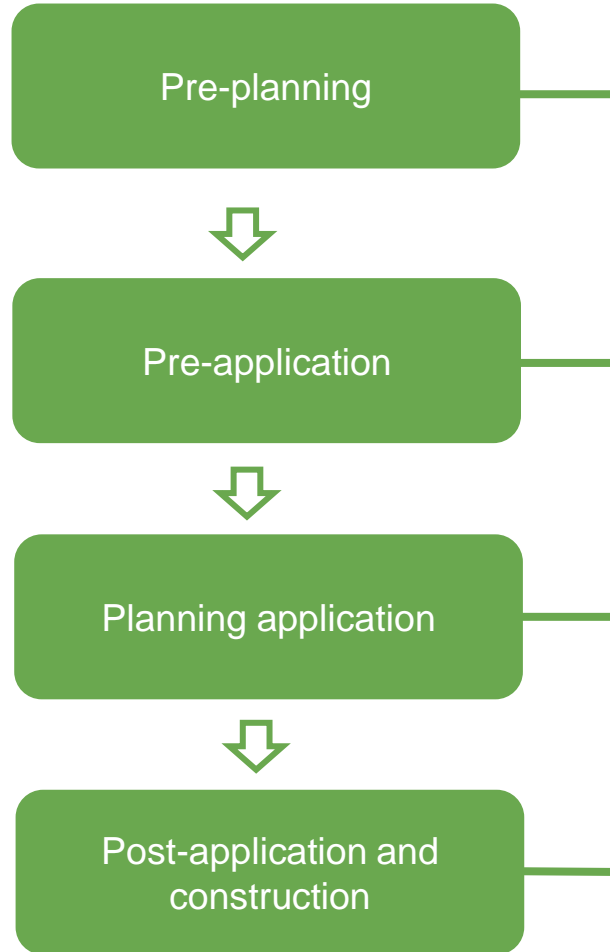 Pre-planning
Pre-application
Planning application
Post-application and
construction